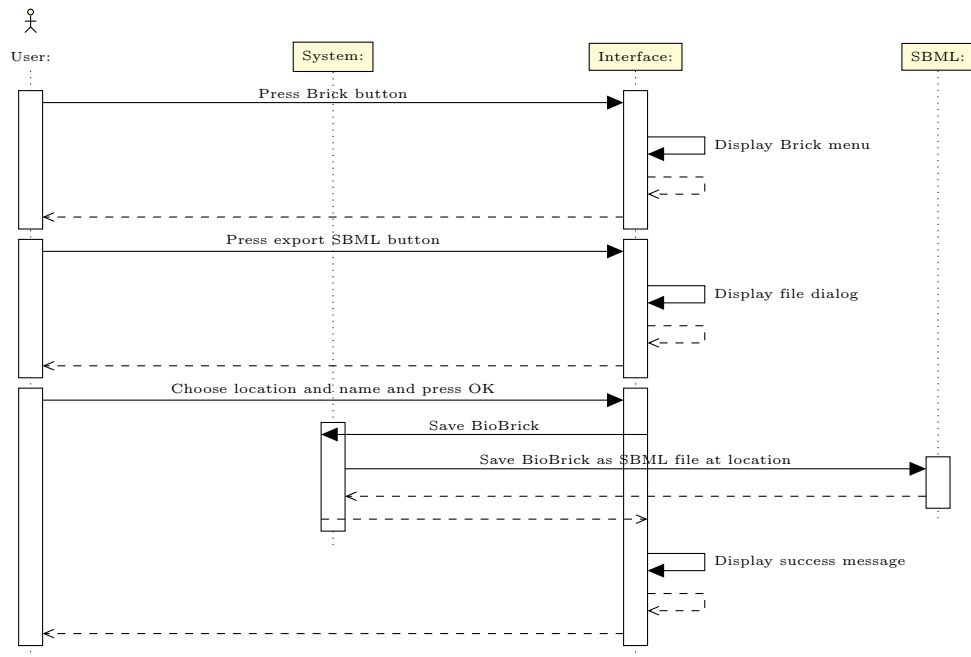 User:
System:
Interface:
SBML:
Press Brick button
Display Brick menu
Press export SBML button
Display file dialog
Choose location and name and press OK
Save BioBrick
Save BioBrick as SBML file at location
Display success message